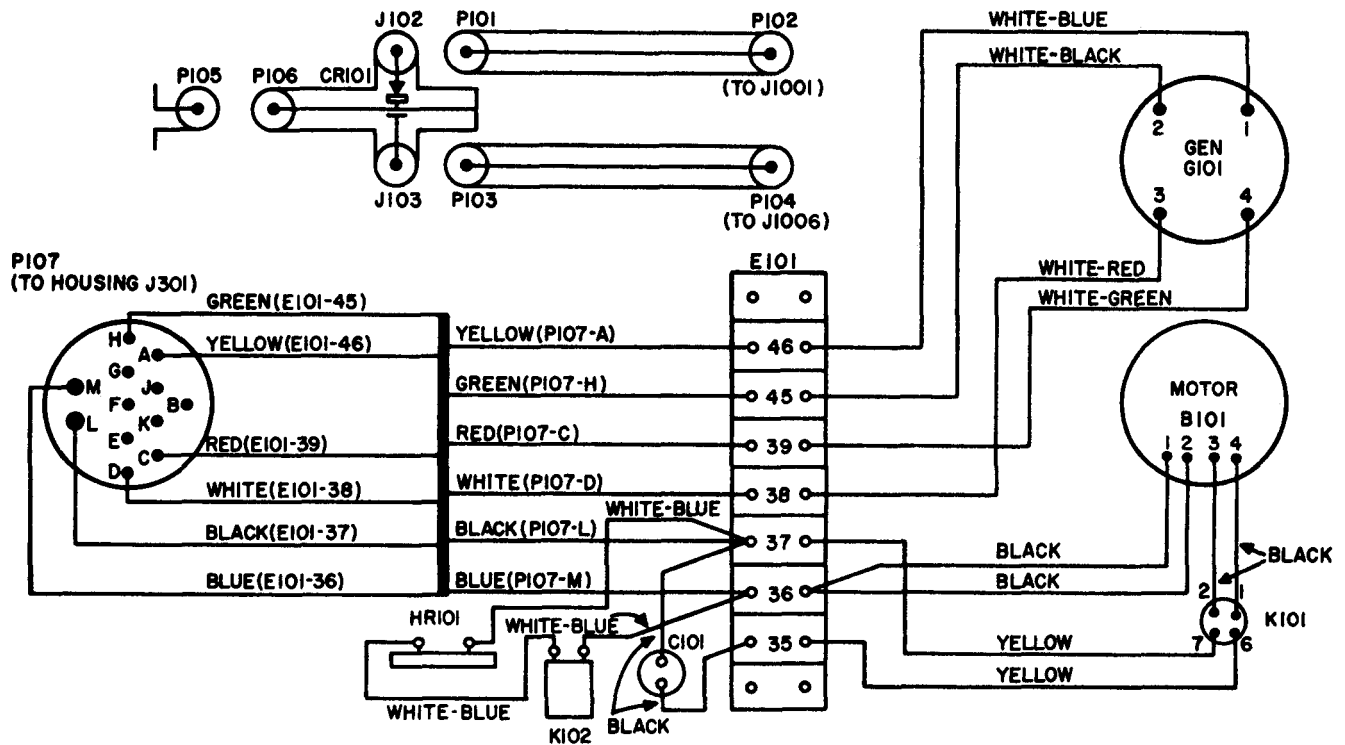 J102
P101
P102
WHITE-BLUE
WHITE-BLACK
P105
P106
CR101
(TO J1001)
2
1
GEN
G101
3
4
J103
P103
P104
(TO J1006)
P107
(TO HOUSING J301)
E101
WHITE-RED
WHITE-GREEN
GREEN(E101-45)
H
A
YELLOW(E101-46)
YELLOW(P107-A)
46
G
M
J
GREEN(P107-H)
45
MOTOR
B101
F
B
L
K
E
C
RED(E101-39)
RED(P107-C)
39
1 2 3 4
D
WHITE(E101-38)
WHITE(P107-D)
38
WHITE-BLUE
BLACK(E101-37)
BLACK(P107-L)
37
BLACK
BLACK
BLUE(E101-36)
BLUE(P107-M)
36
BLACK
2
1
HR101
WHITE-BLUE
C101
35
K101
7
6
YELLOW
YELLOW
WHITE-BLUE
K102
BLACK